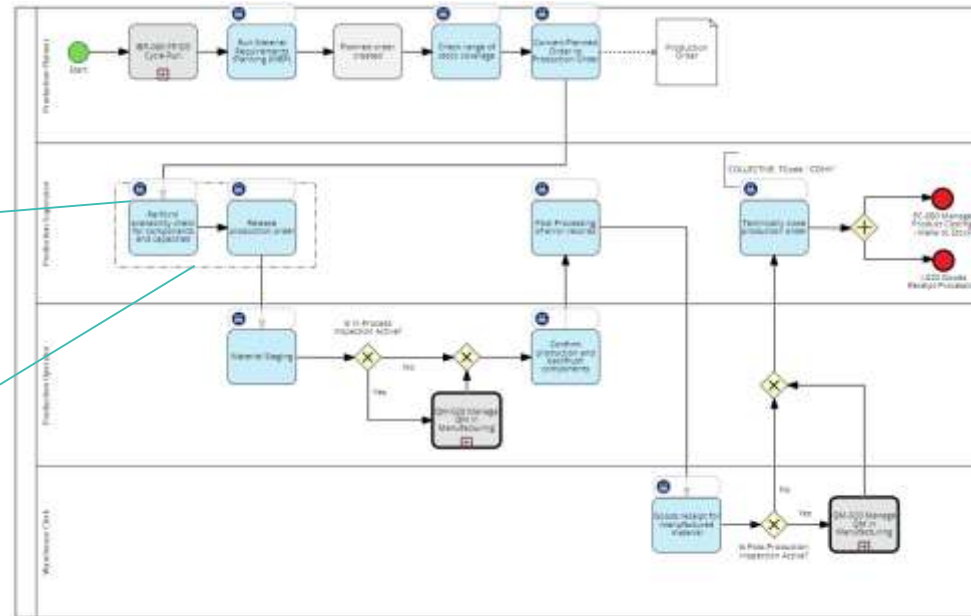 Production Planner
Start
Cycle Run
Run Material
Requirements
Planning (MRP)
Planned order
created
Check range of
stock coverage
Convert Planned
Order to
Production Order
Production
Order
Production Supervisor
Perform
availability check
for components
and capacities
Release
production order
Post Processing
of error records
COLLECTIVE TCode : COHV
Technically close
production order
Manage
Goods
Receipt
Production Operator
Material Staging
Is In-Process
Inspection Active?
No
Yes
QM-020 Manage
QM in
Manufacturing
Confirm
production and
backflush
components
Warehouse Clerk
Goods receipt for
manufactured
material
Is Post-Production
Inspection Active?
No
Yes
QM-020 Manage
QM in
Manufacturing